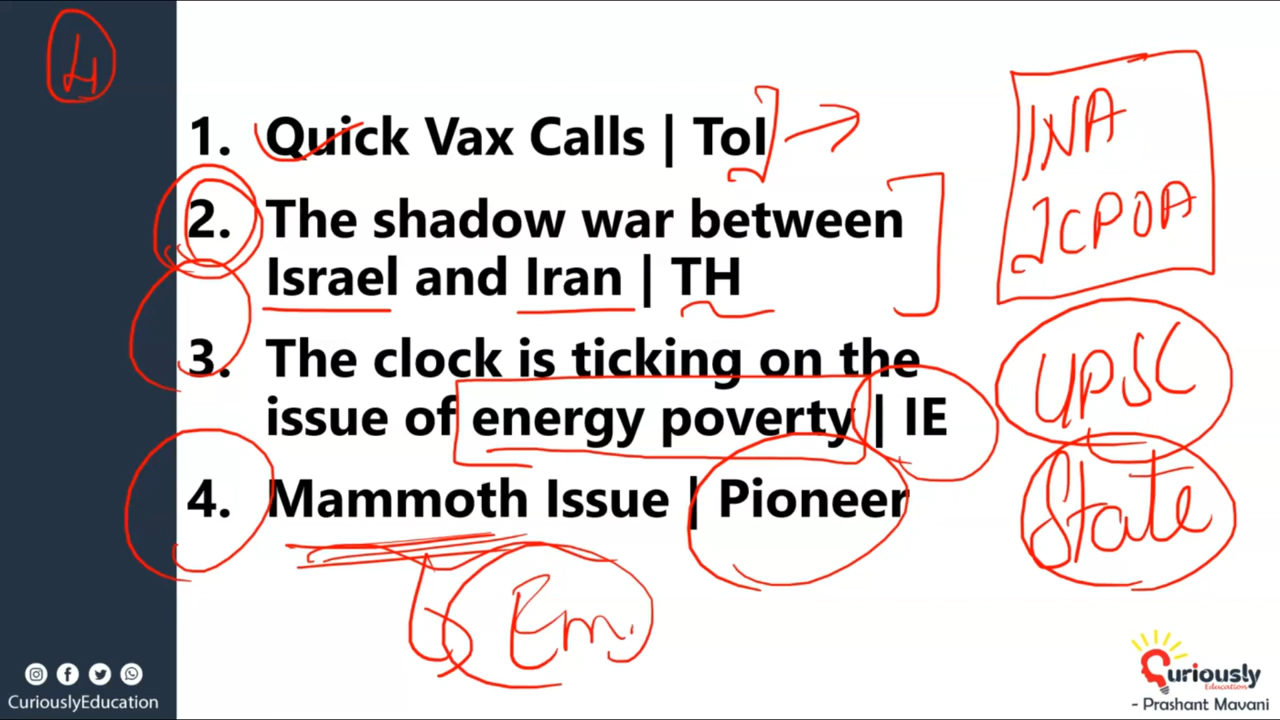 4
1. Quick Vax Calls | ToI
2. The shadow war between
Israel and Iran | TH
3. The clock is ticking on the
issue of energy poverty | IE
4. Mammoth Issue | Pioneer
INA
JCPOA
UPSC
State
Em.
CuriouslyEducation
Curiously
Education
- Prashant Mavani